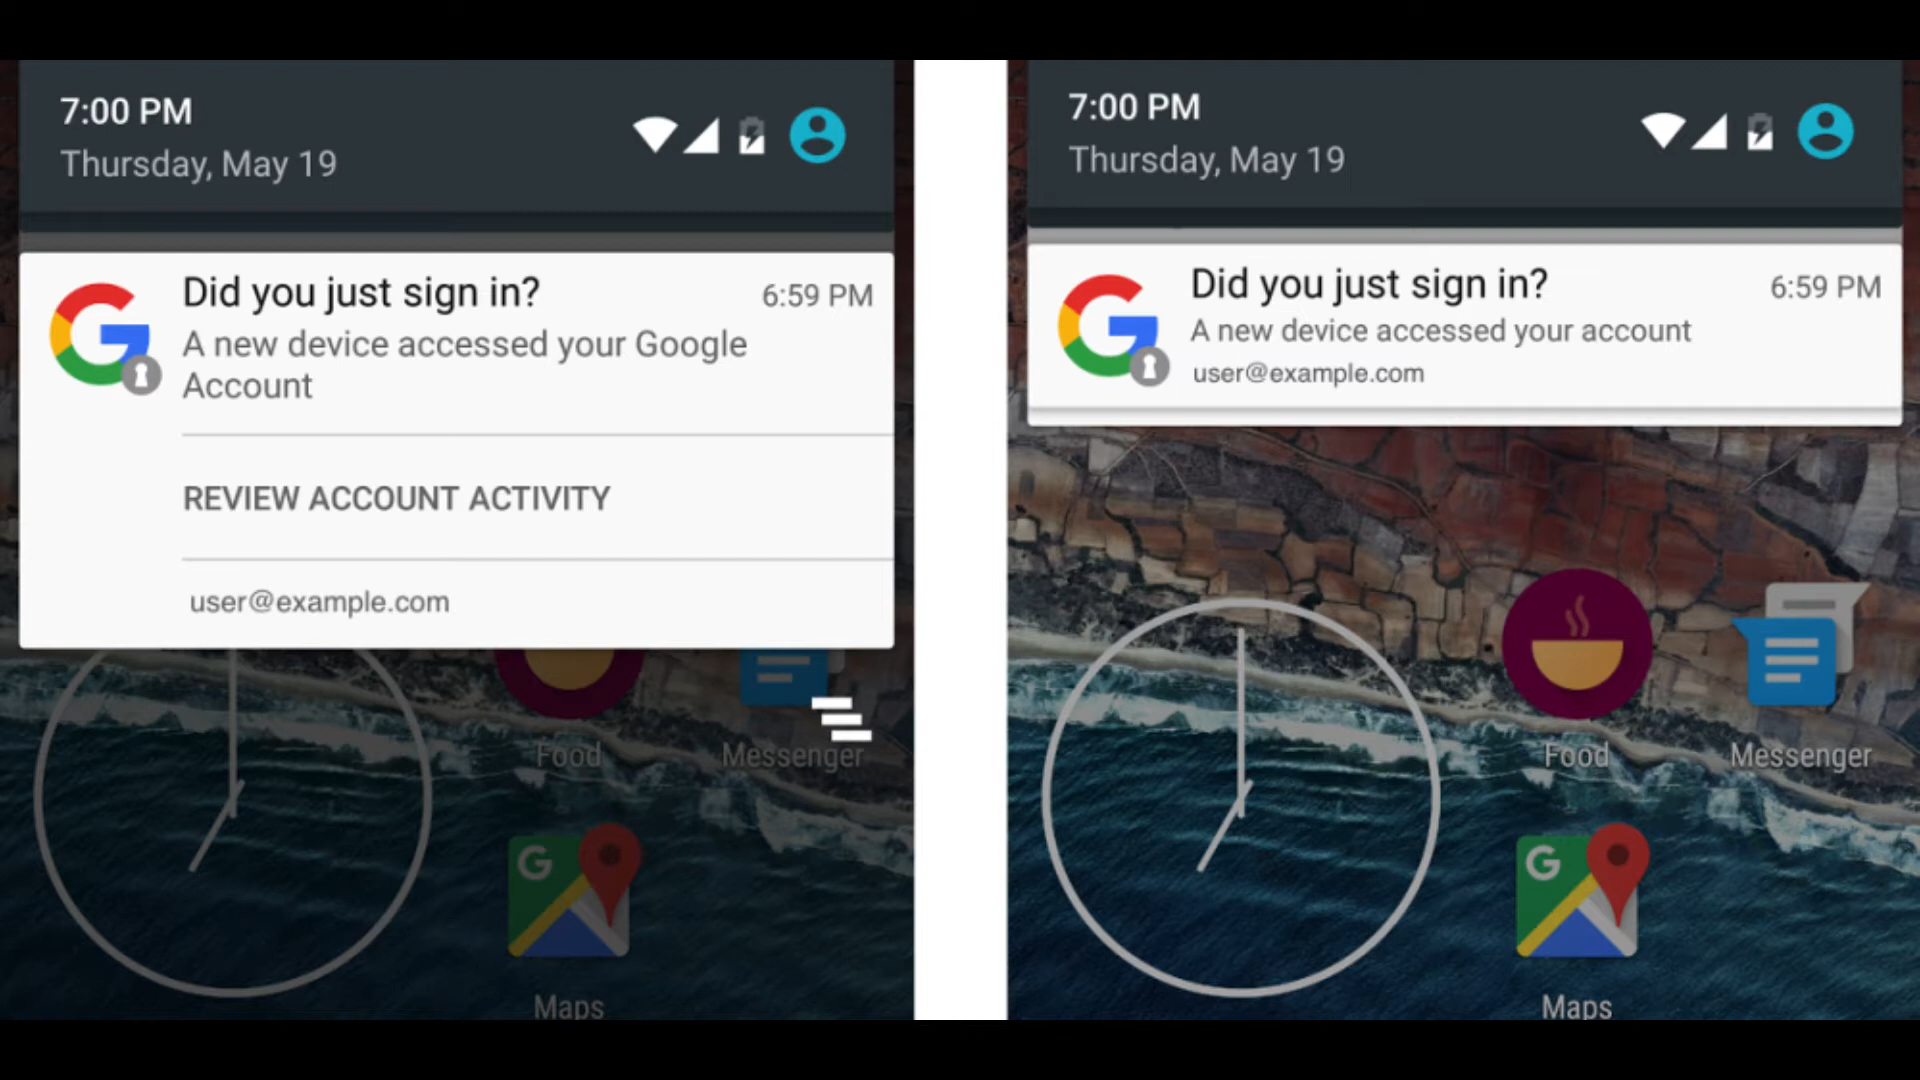 7:00 PM
Thursday, May 19
Did you just sign in?
6:59 PM
A new device accessed your Google
Account
REVIEW ACCOUNT ACTIVITY
user@example.com
Food
Messenger
G
Maps
7:00 PM
Thursday, May 19
Did you just sign in?
6:59 PM
A new device accessed your account
user@example.com
Food
Messenger
G
Maps